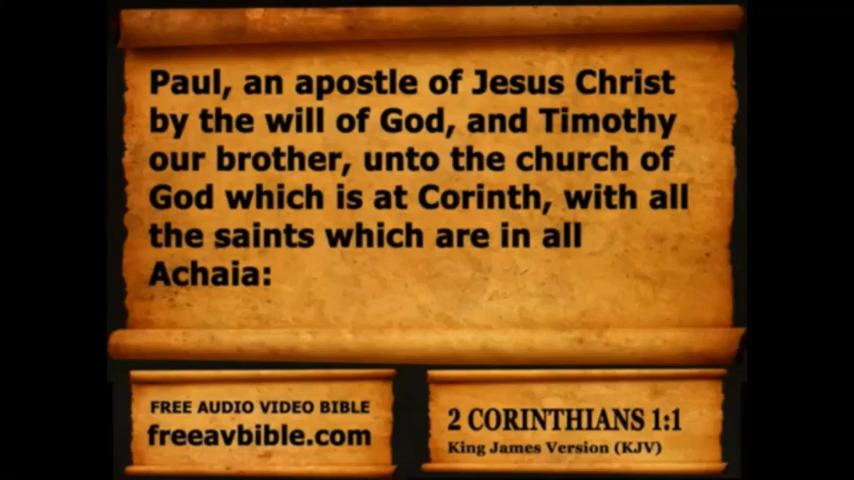 Paul, an apostle of Jesus Christ
by the will of God, and Timothy
our brother, unto the church of
God which is at Corinth, with all
the saints which are in all
Achaia:
FREE AUDIO VIDEO BIBLE
freeavbible.com
2 CORINTHIANS 1:1
King James Version (KJV)